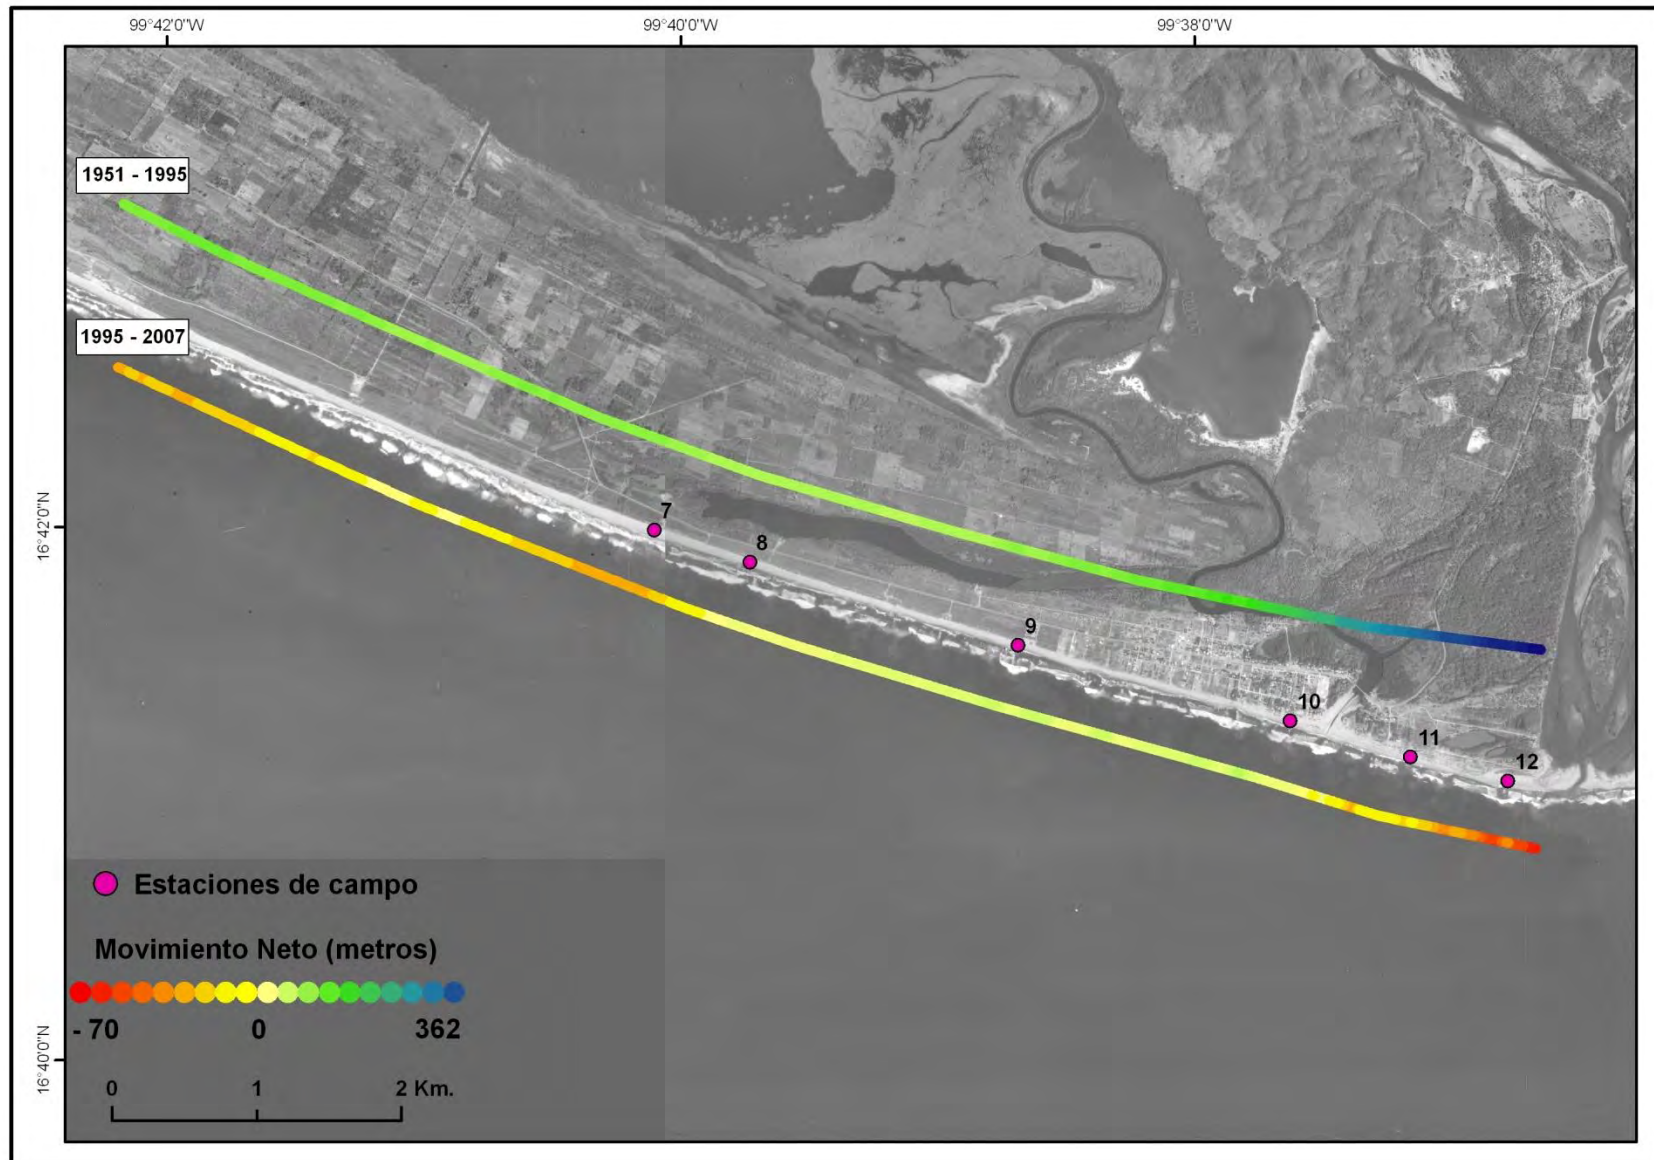 99°42'0"W 99°40'0"W 99°38'0"W
1951 - 1995
1995 - 2007
16°42'0"N
7
8
9
10
11
12
Estaciones de campo
Movimiento Neto (metros)
- 70 0 362
16°40'0"N
0 1 2 Km.